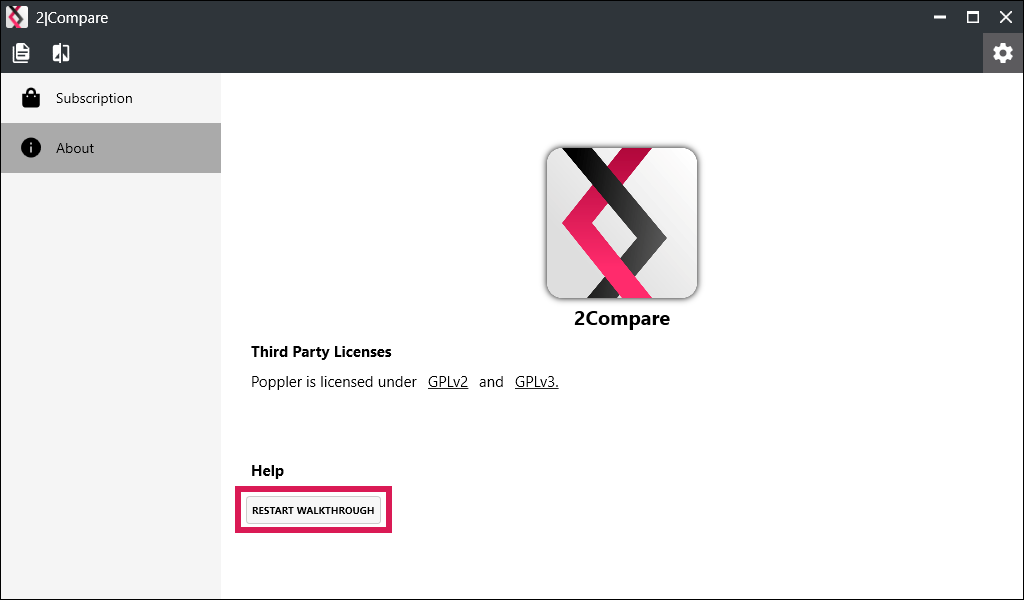 2|Compare
Subscription
About
2Compare
Third Party Licenses
Poppler is licensed under GPLv2 and GPLv3.
Help
RESTART WALKTHROUGH